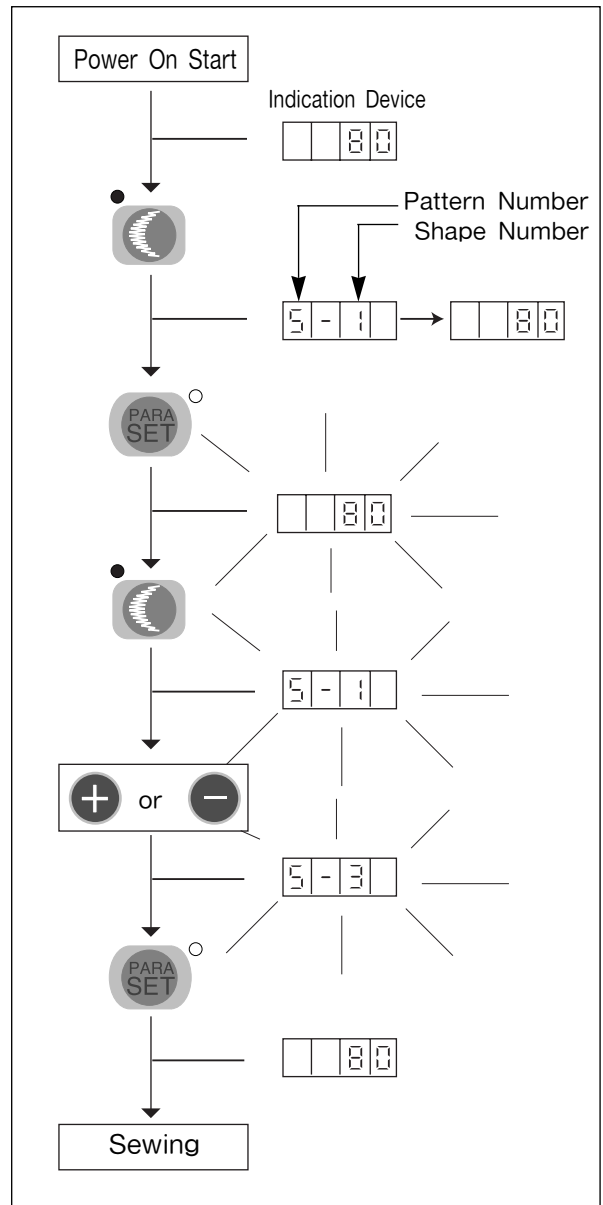 Power On Start
Indication Device
80
Pattern Number
Shape Number
5-1
80
PARA
SET
80
5-1
+ or −
5-3
PARA
SET
80
Sewing